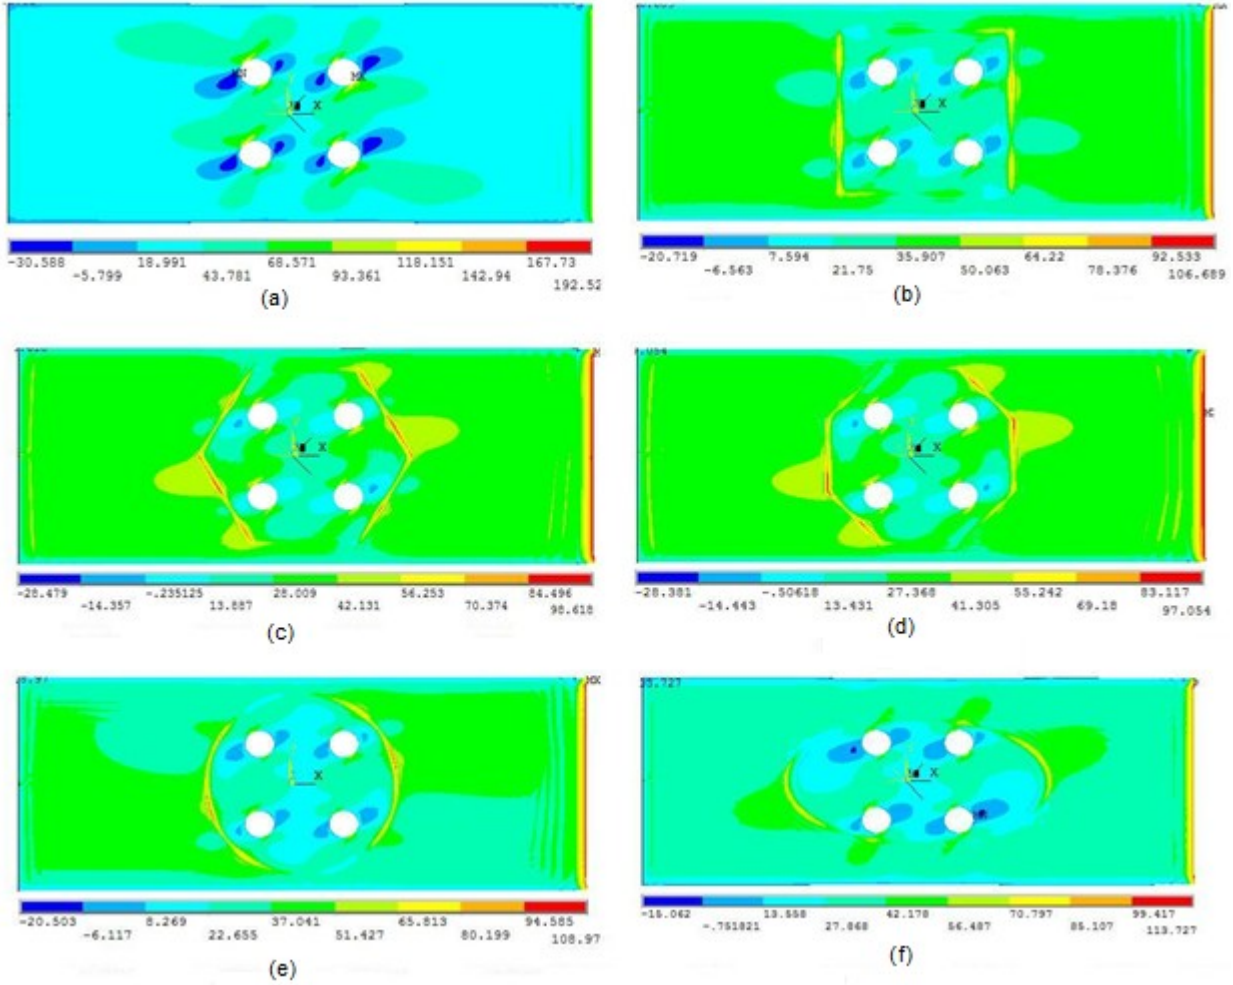 MN MX
X
-30.588 18.991 68.571 118.151 167.73
-5.799 43.781 93.361 142.94 192.52
(a)
X
-20.719 7.594 35.907 64.22 92.533
-6.563 21.75 50.063 78.376 106.689
(b)
X
-28.479 -.235125 28.009 56.253 84.496
-14.357 13.887 42.131 70.374 98.618
(c)
X
-28.381 -.50618 27.368 55.242 83.117
-14.443 13.431 41.305 69.18 97.054
(d)
X
-20.503 8.269 37.041 65.813 94.585
-6.117 22.655 51.427 80.199 108.97
(e)
X
-15.062 13.558 42.178 70.797 99.417
-.751821 27.868 56.487 85.107 113.727
(f)